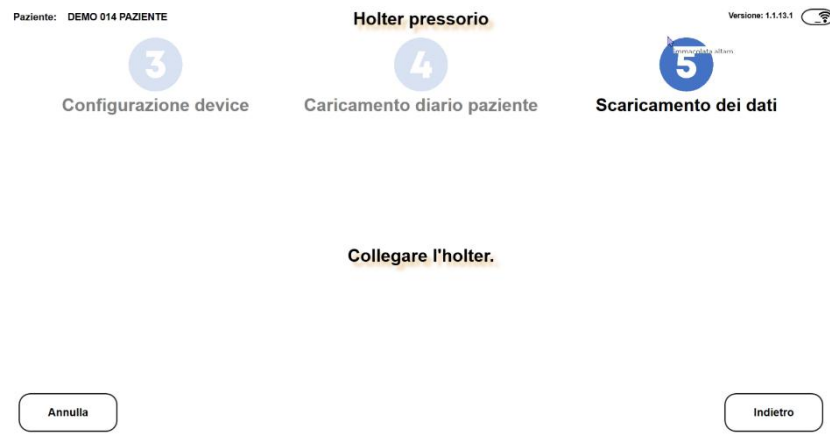 Paziente: DEMO 014 PAZIENTE
Holter pressorio
Versione: 1.1.13.1
3
4
5
Configurazione device
Caricamento diario paziente
Scaricamento dei dati
Collegare l'holter.
Annulla
Indietro